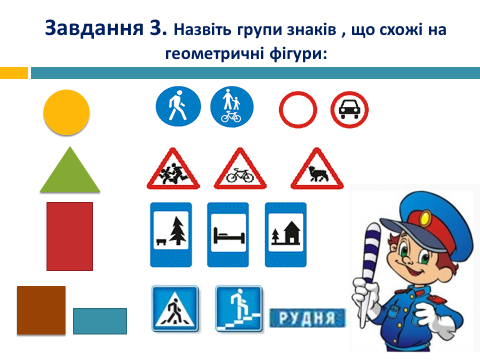 Завдання 3. Назвіть групи знаків , що схожі на
геометричні фігури:
РУДНЯ